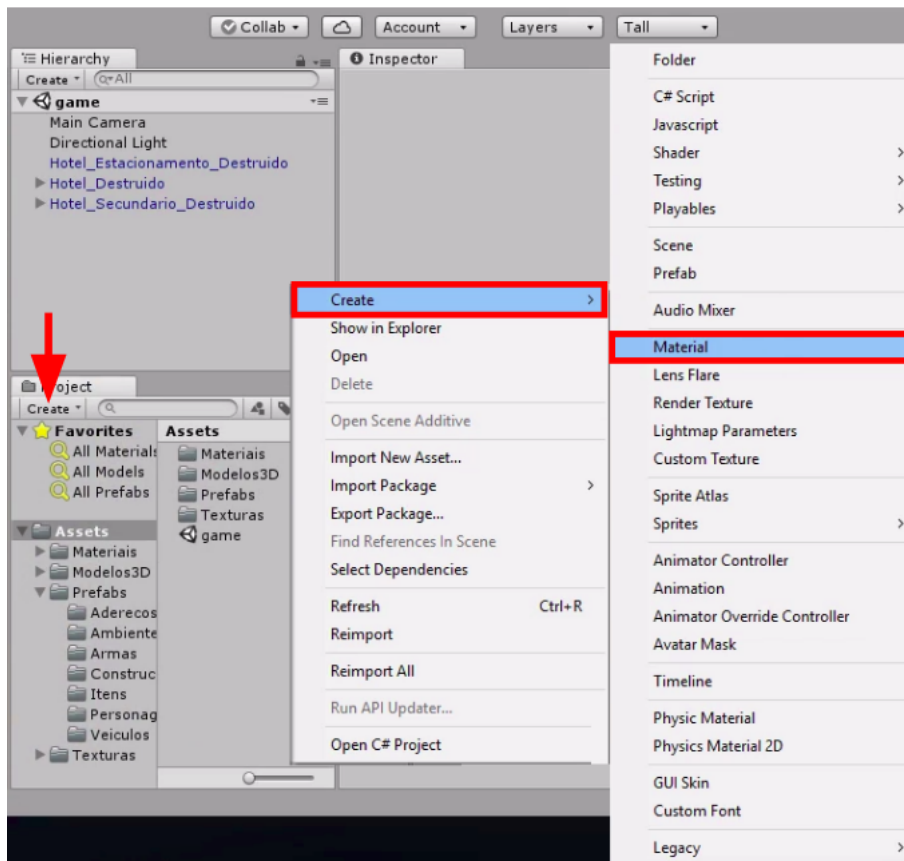 Collab
Account
Layers
Tall
Hierarchy
Create
All
game
Main Camera
Directional Light
Hotel_Estacionamento_Destruido
Hotel_Destruido
Hotel_Secundario_Destruido
Inspector
Project
Create
Favorites
All Materials
All Models
All Prefabs
Assets
Materiais
Modelos3D
Prefabs
Aderecos
Ambiente
Armas
Construc
Itens
Personag
Veiculos
Texturas
Assets
Materiais
Modelos3D
Prefabs
Texturas
game
Create
Show in Explorer
Open
Delete
Open Scene Additive
Import New Asset...
Import Package
Export Package...
Find References In Scene
Select Dependencies
Refresh Ctrl+R
Reimport
Reimport All
Run API Updater...
Open C# Project
Folder
C# Script
Javascript
Shader
Testing
Playables
Scene
Prefab
Audio Mixer
Material
Lens Flare
Render Texture
Lightmap Parameters
Custom Texture
Sprite Atlas
Sprites
Animator Controller
Animation
Animator Override Controller
Avatar Mask
Timeline
Physic Material
Physics Material 2D
GUI Skin
Custom Font
Legacy